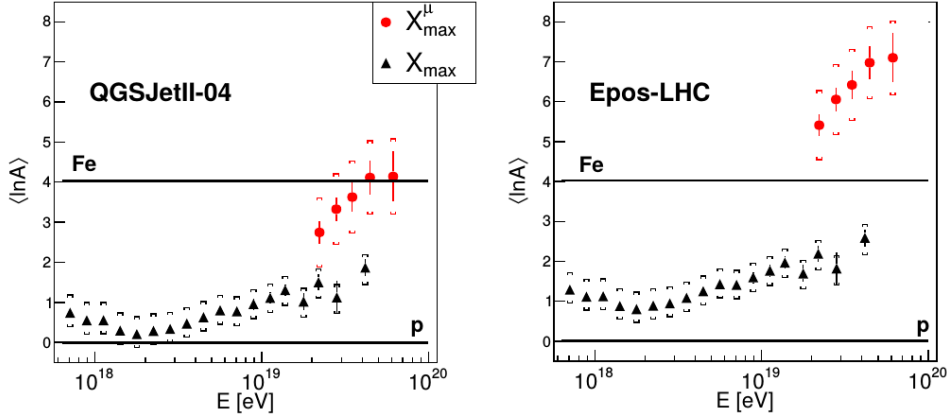 8
7
6
5
4
3
2
1
0
⟨lnA⟩
X^μ_max
X_max
QGSJetII-04
Fe
p
10^18
10^19
10^20
E [eV]
8
7
6
5
4
3
2
1
0
⟨lnA⟩
Epos-LHC
Fe
p
10^18
10^19
10^20
E [eV]